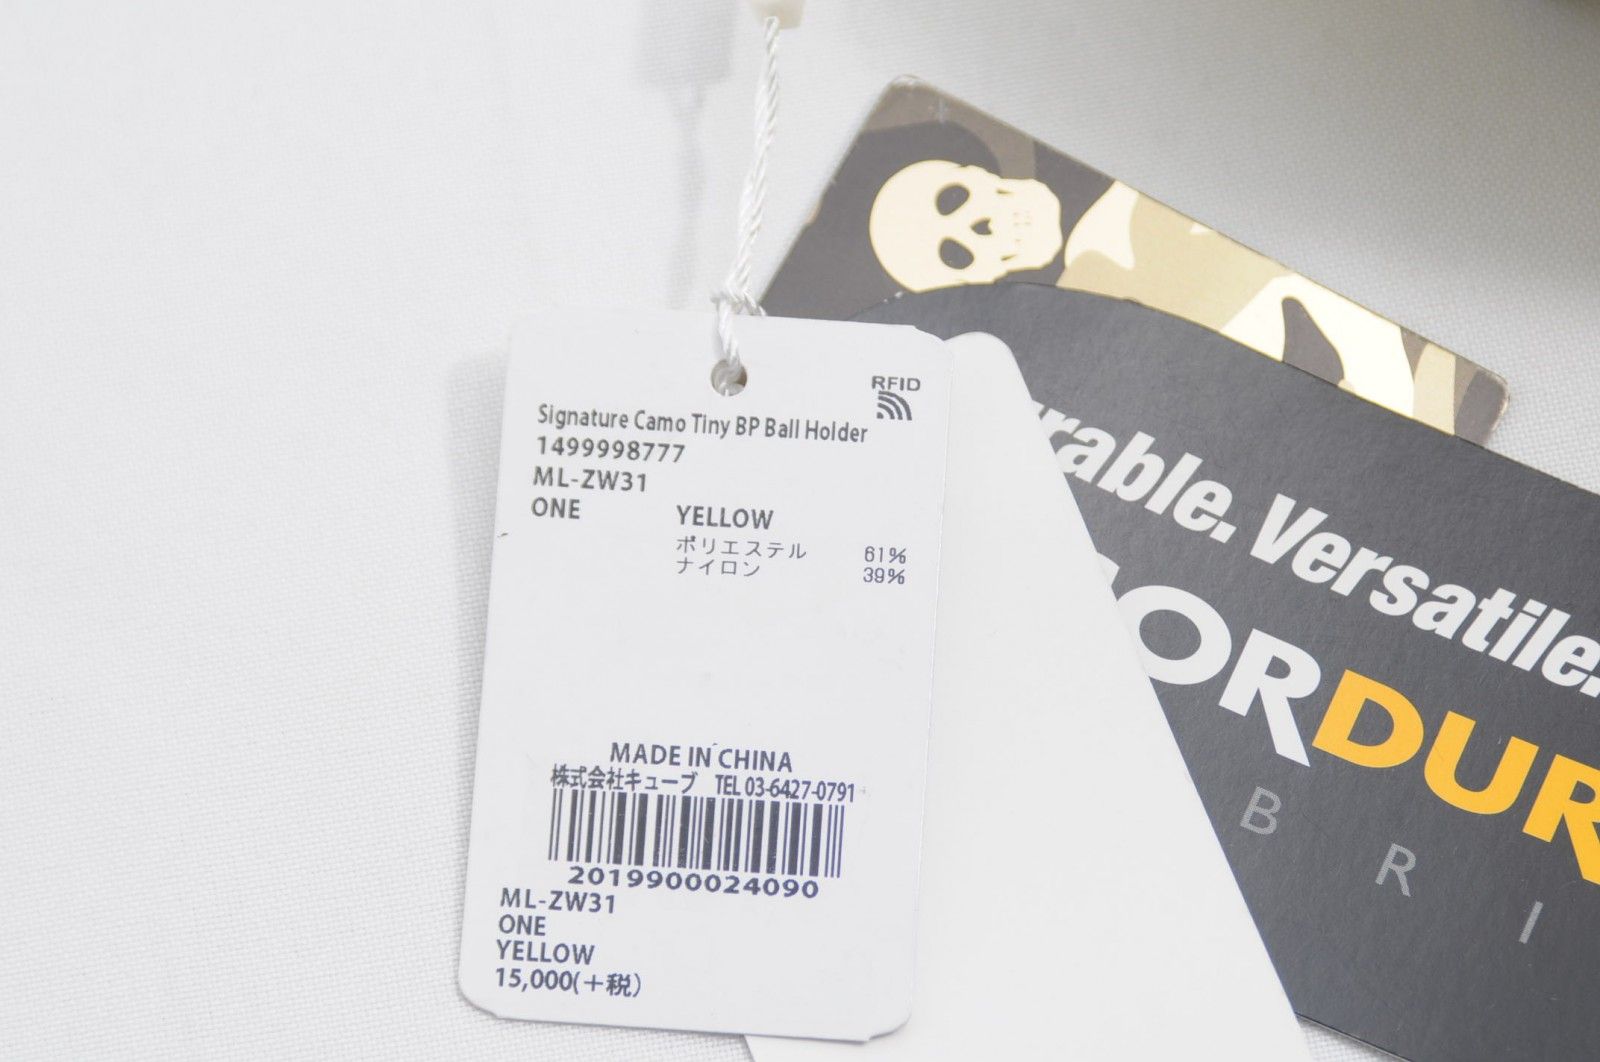 RFID
Signature Camo Tiny BP Ball Holder
1499998777
ML-ZW31
ONE YELLOW
ポリエステル 61%
ナイロン 39%
MADE IN CHINA
株式会社キューブ TEL 03-6427-0791
2019900024090
ML-ZW31
ONE
YELLOW
15,000(+税)
rable. Versatile.
ORDUR
B R I